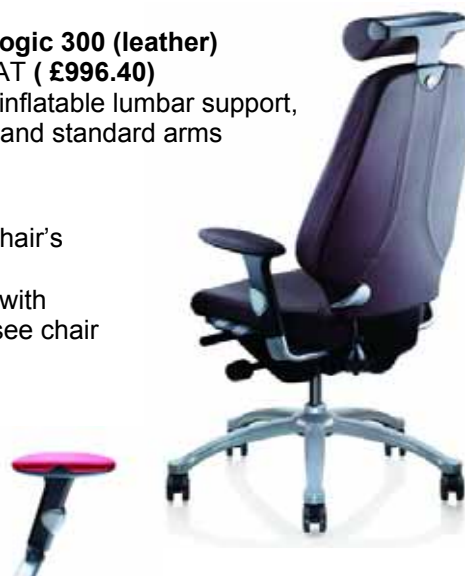 ogic 300 (leather)
AT ( £996.40)
inflatable lumbar support,
and standard arms
hair's
with
see chair